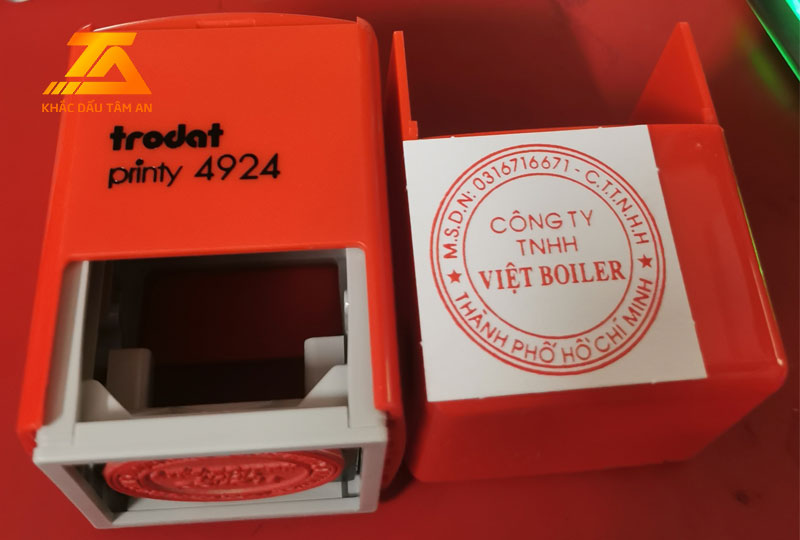 KHẮC DẤU TÂM AN
trodat
printy 4924
M.S.D.N: 0316716671 - C.T.T.N.H.H
CÔNG TY
TNHH
VIỆT BOILER
★ THÀNH PHỐ HỒ CHÍ MINH ★